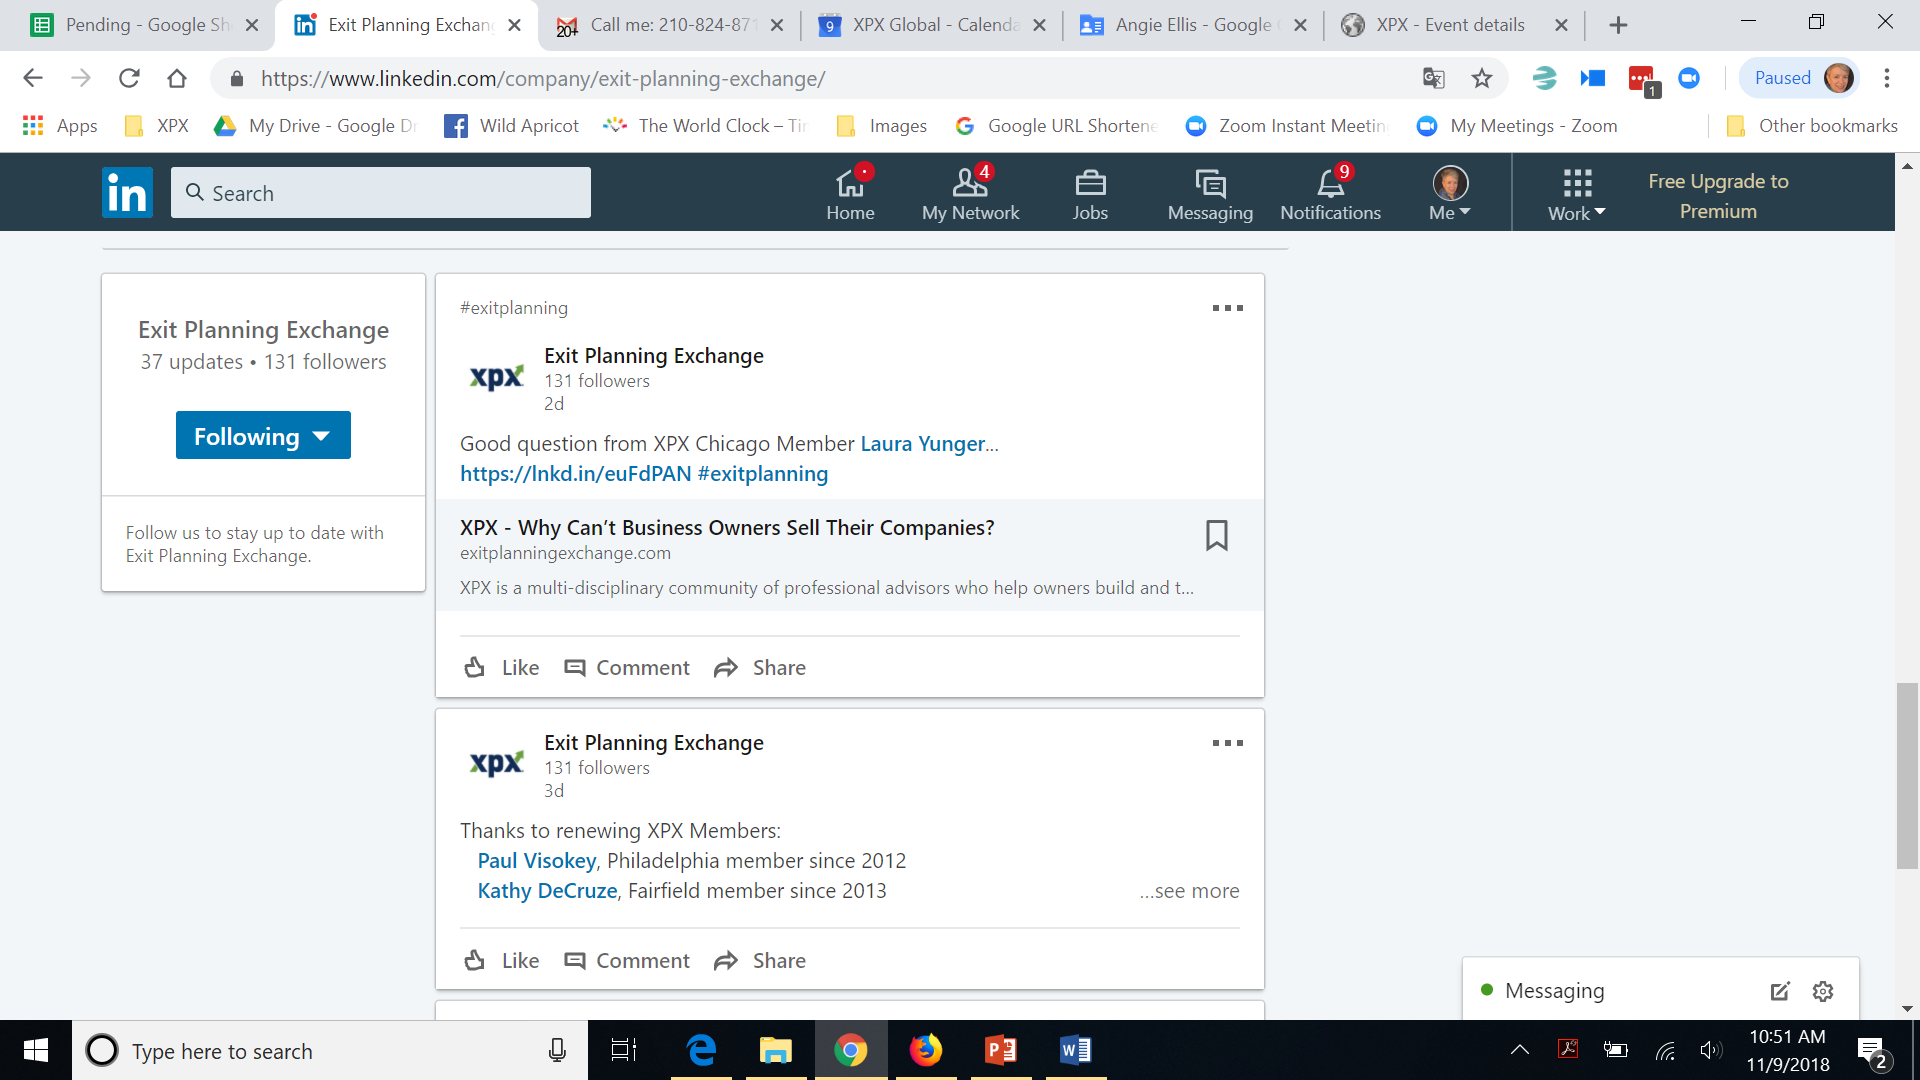 Pending - Google Sh
Exit Planning Exchang
20+
Call me: 210-824-871
9
XPX Global - Calenda
Angie Ellis - Google
XPX - Event details
https://www.linkedin.com/company/exit-planning-exchange/
1
Paused
Apps
XPX
My Drive - Google Dr
Wild Apricot
The World Clock – Tim
Images
Google URL Shortene
Zoom Instant Meetin
My Meetings - Zoom
Other bookmarks
in
Search
Home
4
My Network
Jobs
Messaging
9
Notifications
Me
Work
Free Upgrade to
Premium
Exit Planning Exchange
37 updates • 131 followers
Following
Follow us to stay up to date with
Exit Planning Exchange.
#exitplanning
xpx
Exit Planning Exchange
131 followers
2d
Good question from XPX Chicago Member Laura Yunger...
https://lnkd.in/euFdPAN #exitplanning
XPX - Why Can’t Business Owners Sell Their Companies?
exitplanningexchange.com
XPX is a multi-disciplinary community of professional advisors who help owners build and t...
Like
Comment
Share
xpx
Exit Planning Exchange
131 followers
3d
Thanks to renewing XPX Members:
Paul Visokey, Philadelphia member since 2012
Kathy DeCruze, Fairfield member since 2013
...see more
Like
Comment
Share
Messaging
Type here to search
10:51 AM
11/9/2018
2